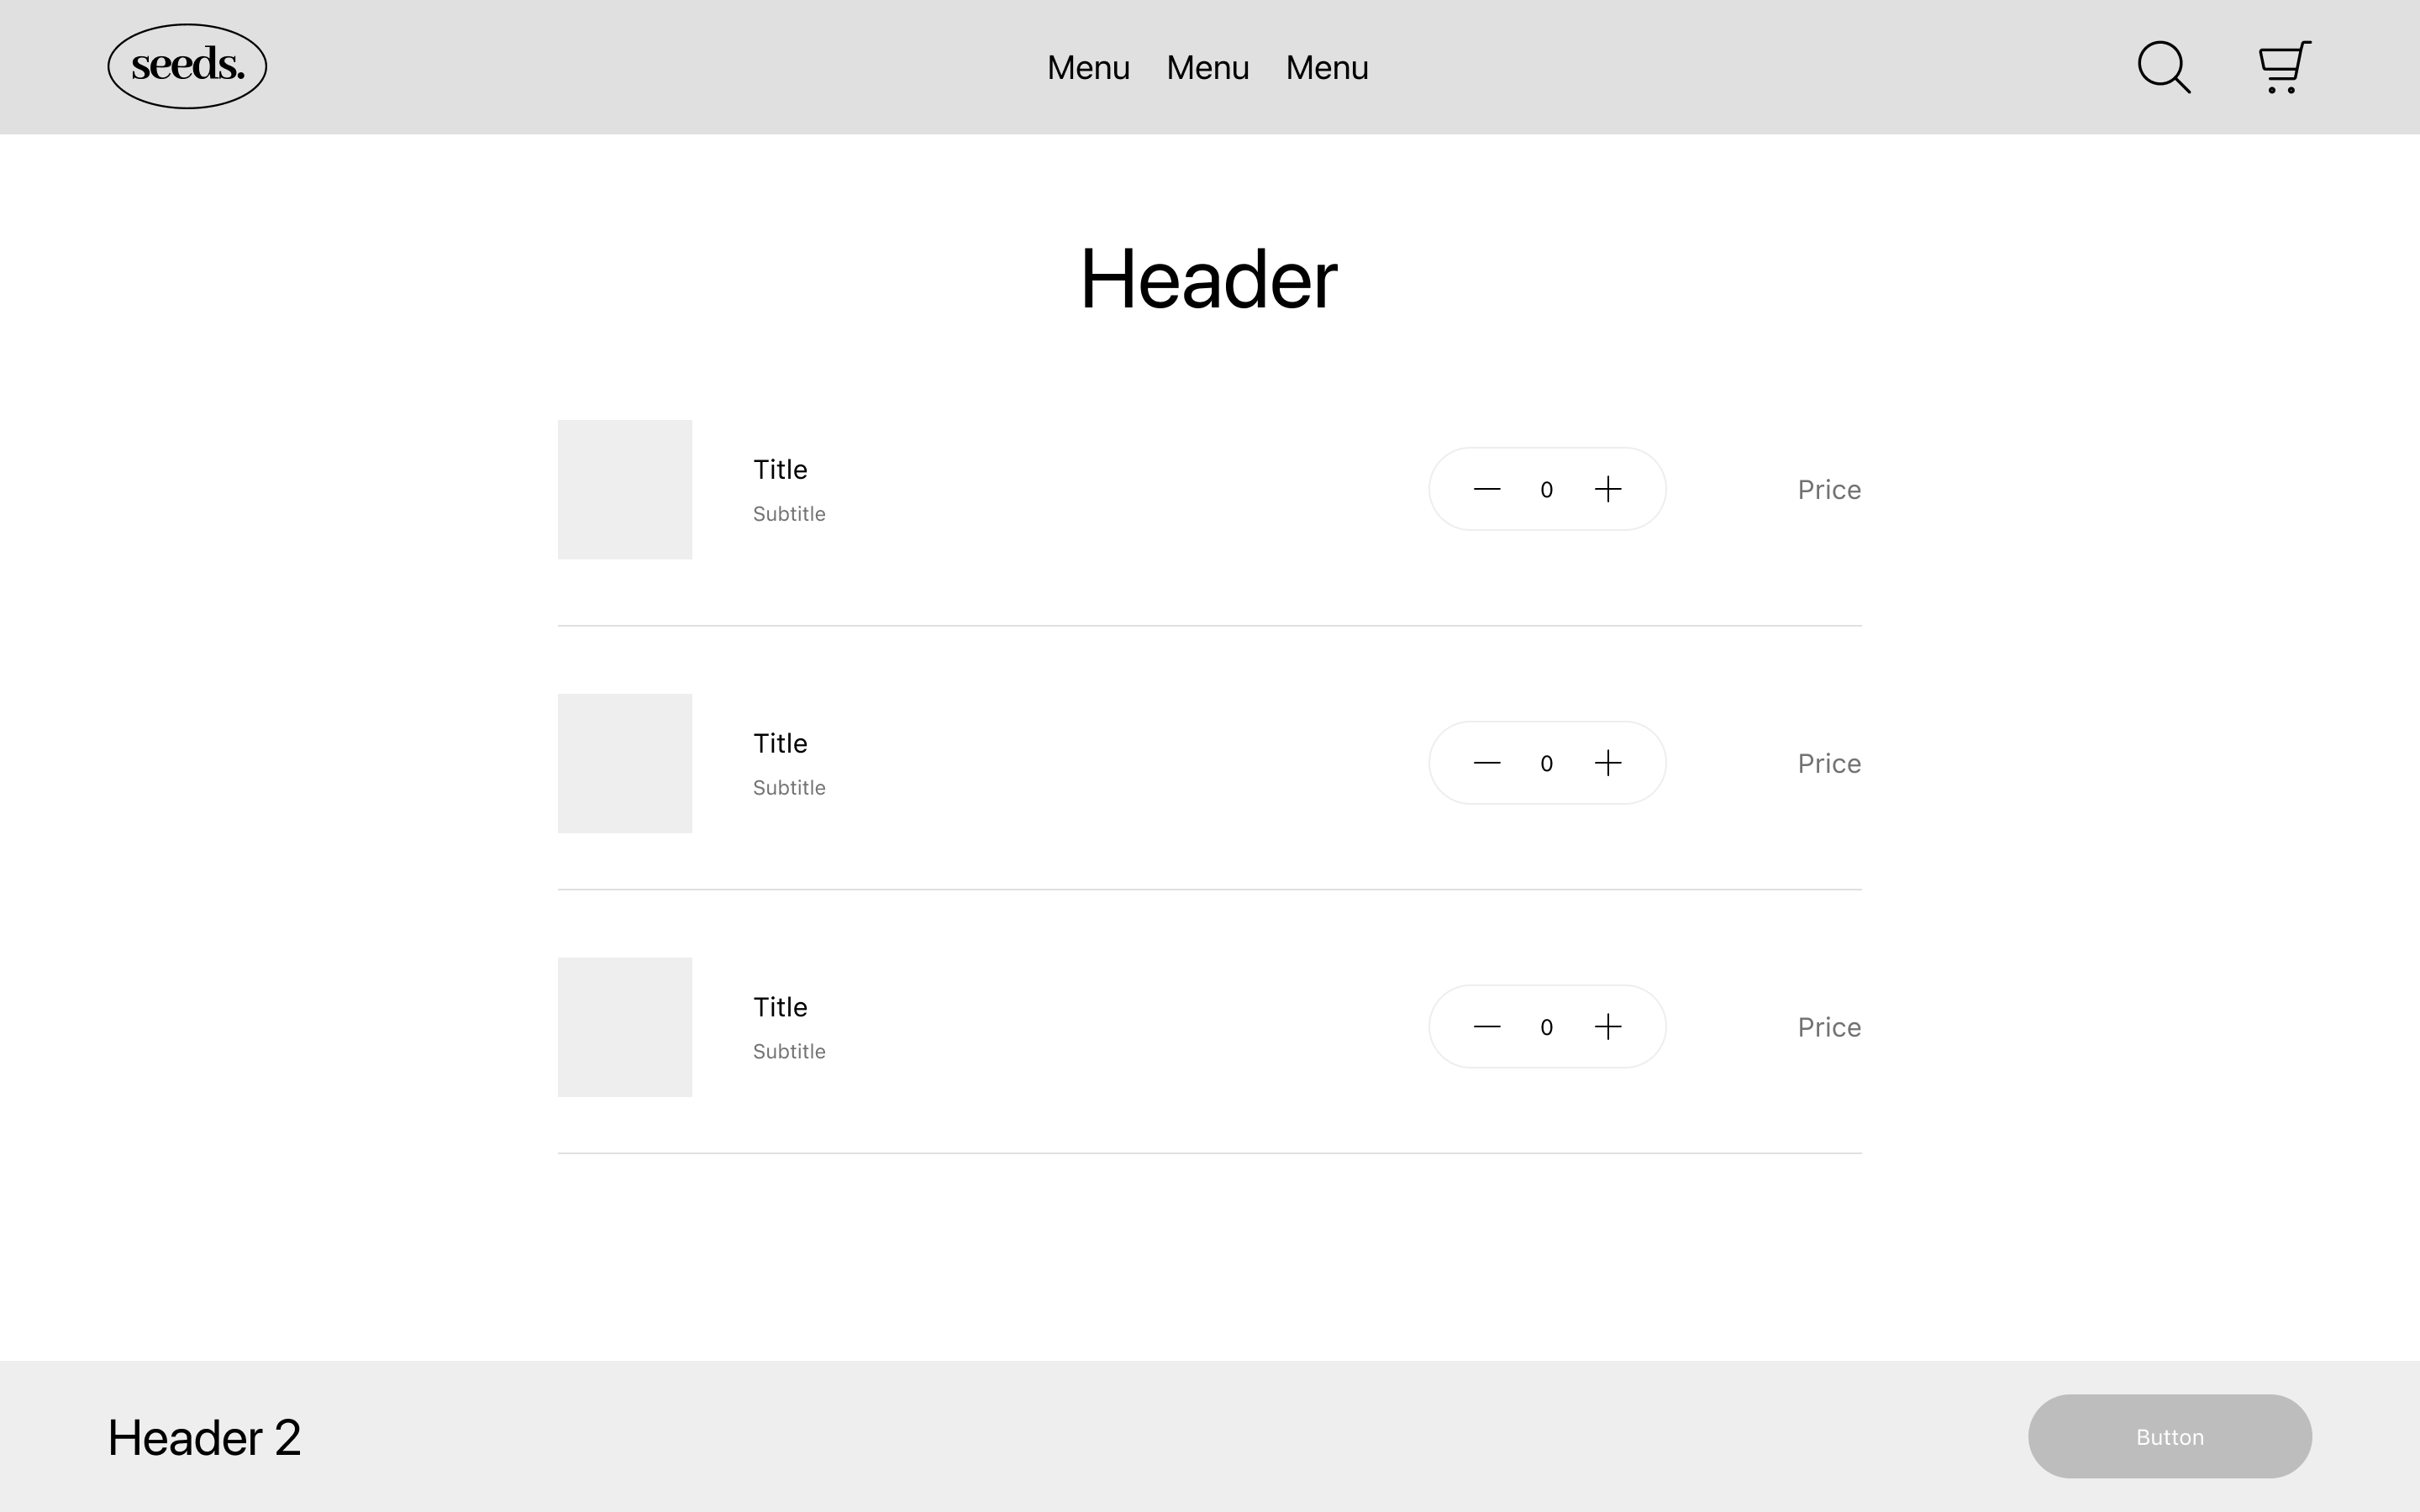 seeds.
Menu Menu Menu
Header
Title
Subtitle
0
Price
Title
Subtitle
0
Price
Title
Subtitle
0
Price
Header 2
Button